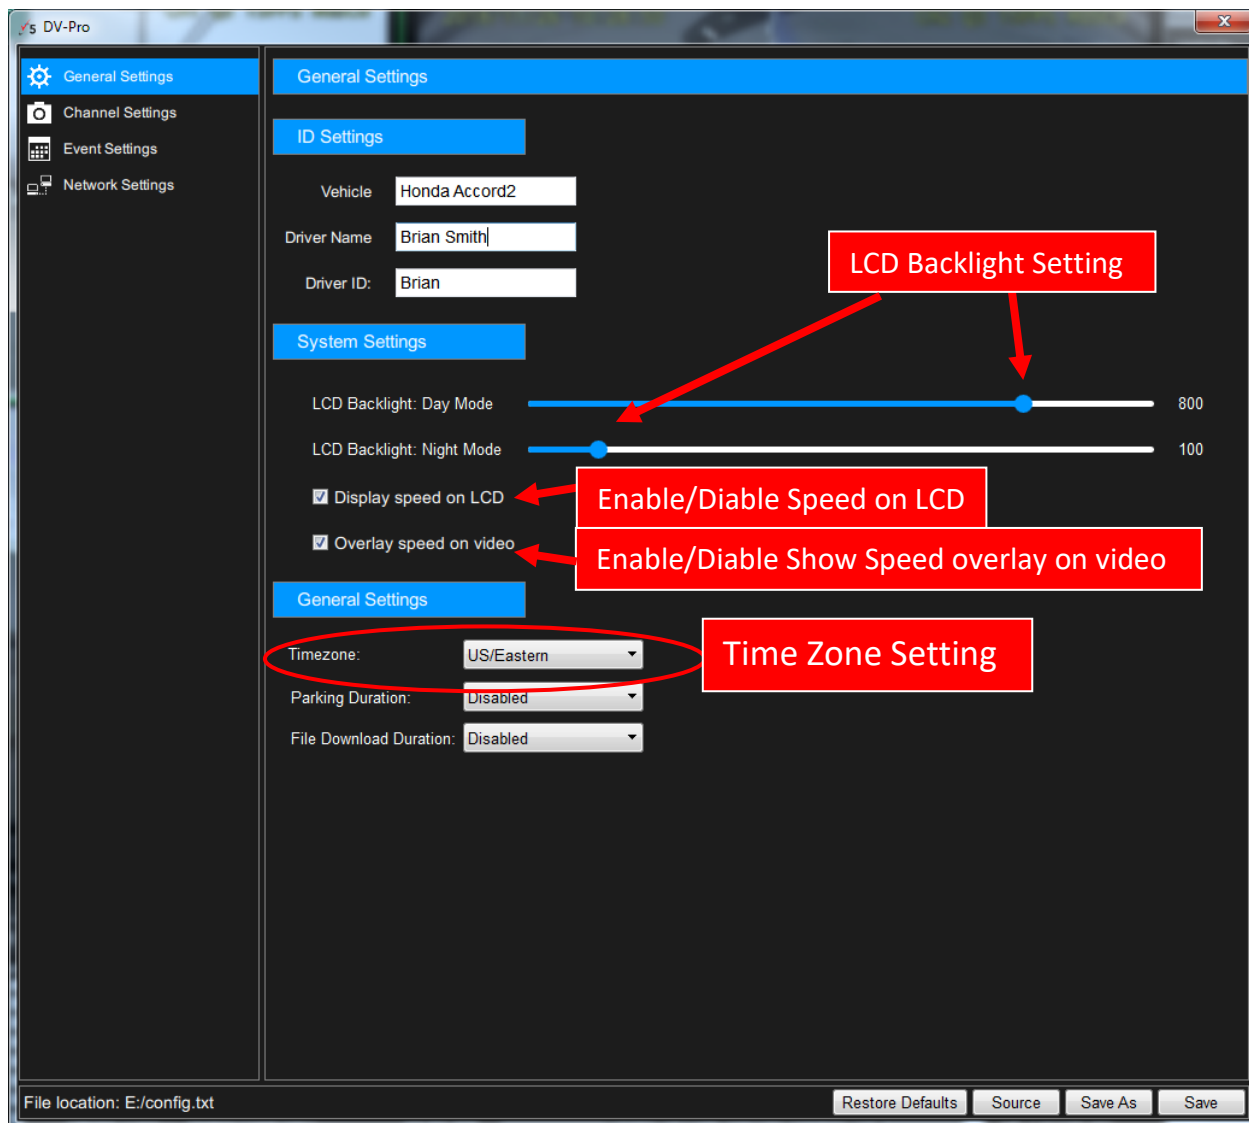 DV-Pro
x
General Settings
Channel Settings
Event Settings
Network Settings
General Settings
ID Settings
Vehicle Honda Accord2
Driver Name Brian Smith
Driver ID: Brian
LCD Backlight Setting
System Settings
LCD Backlight: Day Mode 800
LCD Backlight: Night Mode 100
Display speed on LCD
Enable/Diable Speed on LCD
Overlay speed on video
Enable/Diable Show Speed overlay on video
General Settings
Timezone: US/Eastern
Time Zone Setting
Parking Duration: Disabled
File Download Duration: Disabled
File location: E:/config.txt
Restore Defaults Source Save As Save